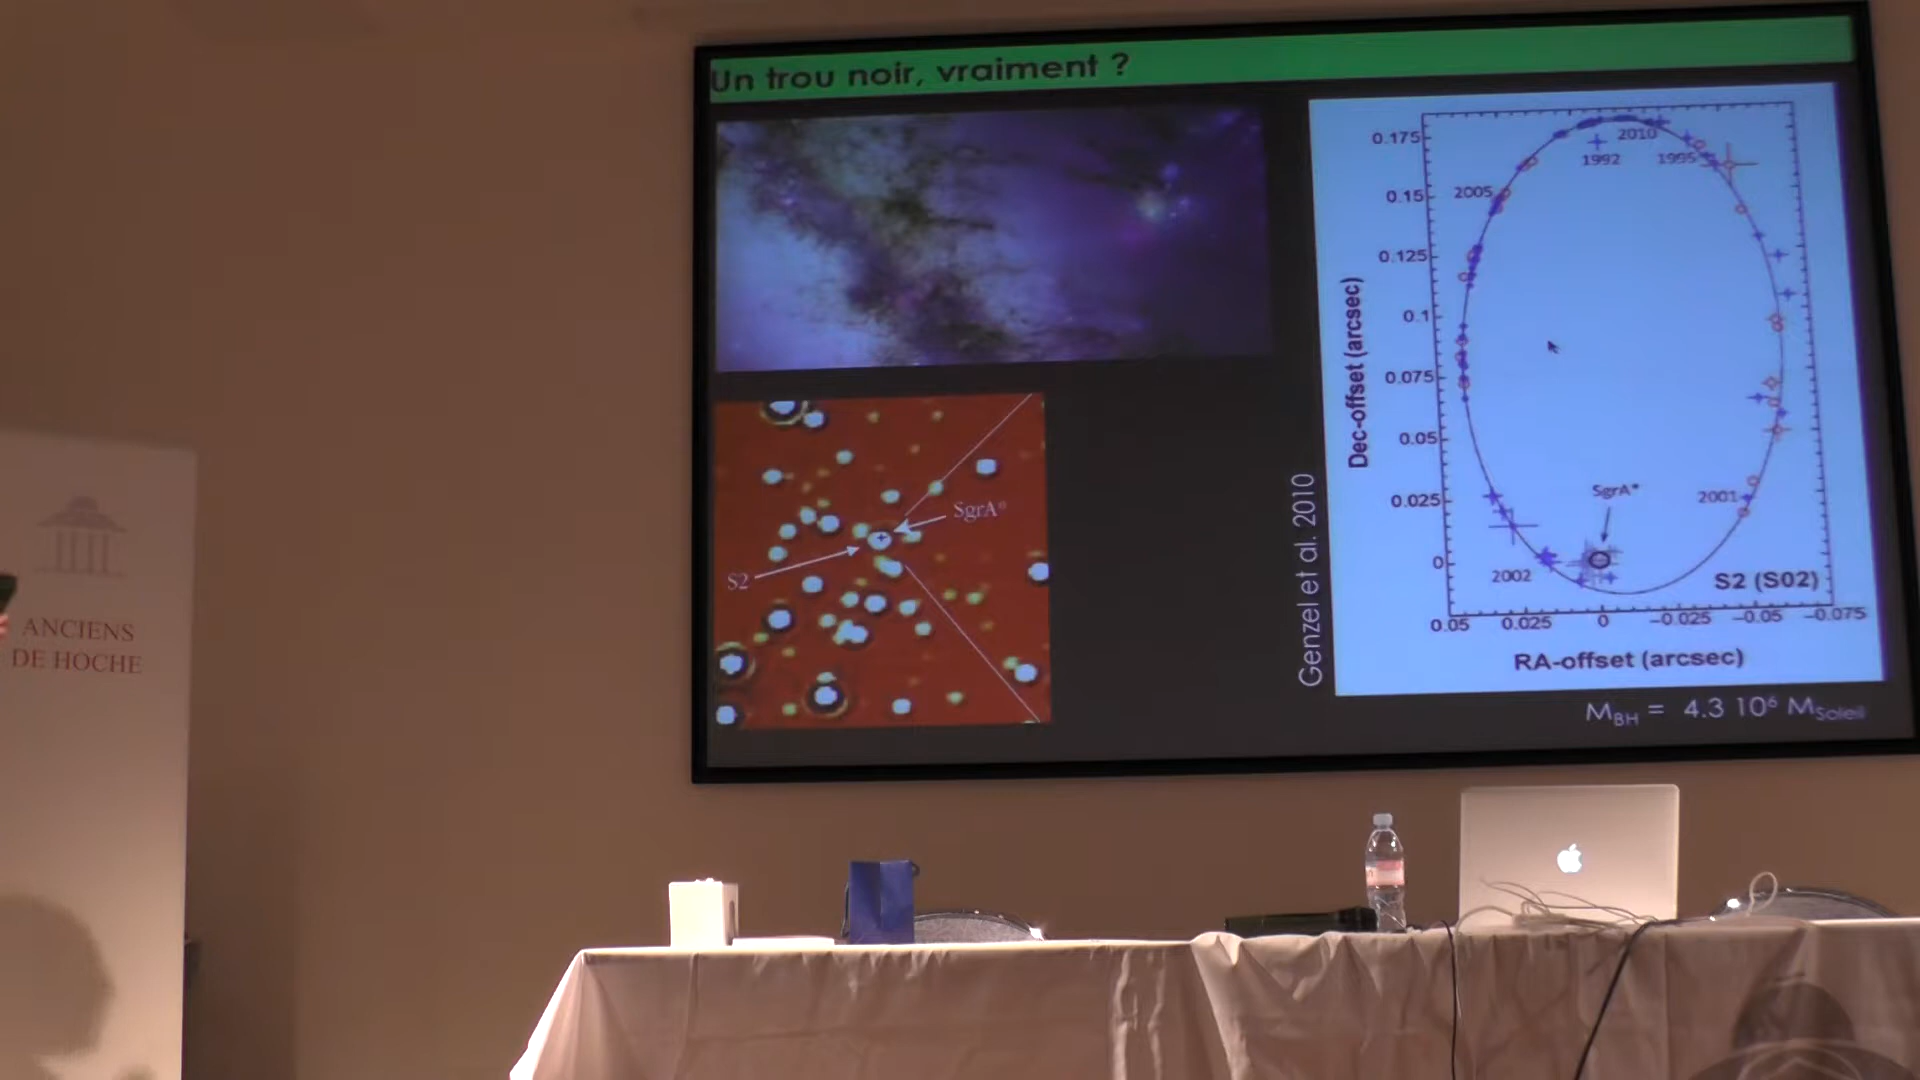 Un trou noir, vraiment ?
SgrA*
S2
Genzel et al. 2010
Dec-offset (arcsec)
0.175
0.15
0.125
0.1
0.075
0.05
0.025
0
2010
1992
1995
2005
SgrA*
2001
2002
S2 (S02)
0.05 0.025 0 −0.025 −0.05 −0.075
RA-offset (arcsec)
MBH = 4.3 10⁶ MSoleil
ANCIENS
DE HOCHE